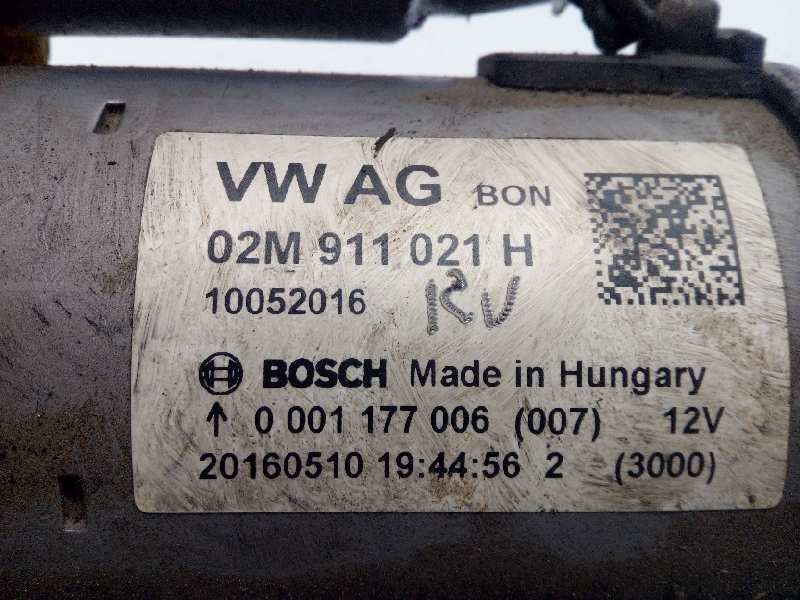 VW AG BON
02M 911 021 H
10052016 RV
BOSCH Made in Hungary
↑ 0 001 177 006 (007) 12V
20160510 19:44:56 2 (3000)